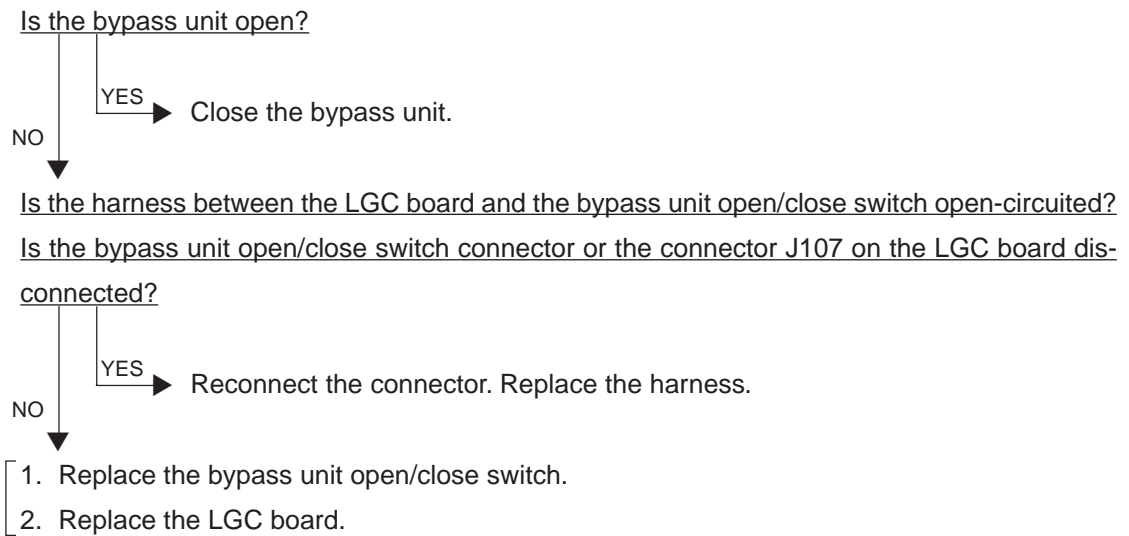 Is the bypass unit open?
YES
Close the bypass unit.
NO
Is the harness between the LGC board and the bypass unit open/close switch open-circuited?
Is the bypass unit open/close switch connector or the connector J107 on the LGC board dis-
connected?
YES
Reconnect the connector. Replace the harness.
NO
1. Replace the bypass unit open/close switch.
2. Replace the LGC board.